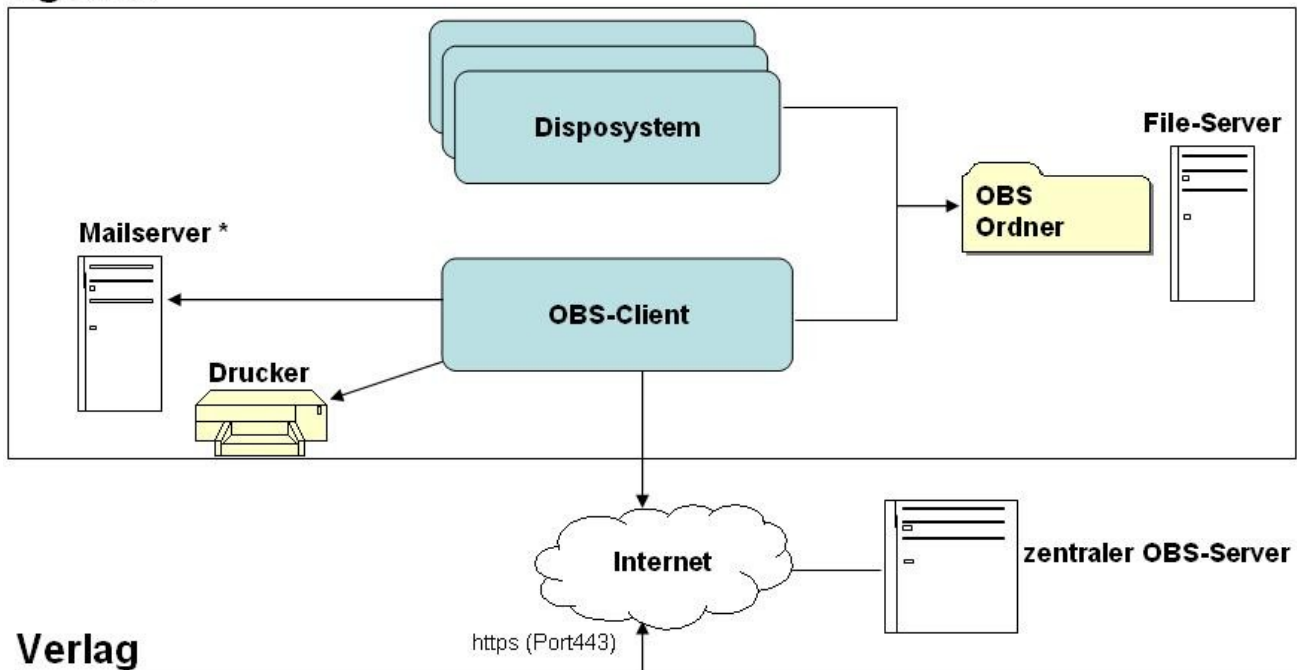 Disposystem
File-Server
OBS
Ordner
Mailserver *
OBS-Client
Drucker
Internet
zentraler OBS-Server
https (Port443)
Verlag